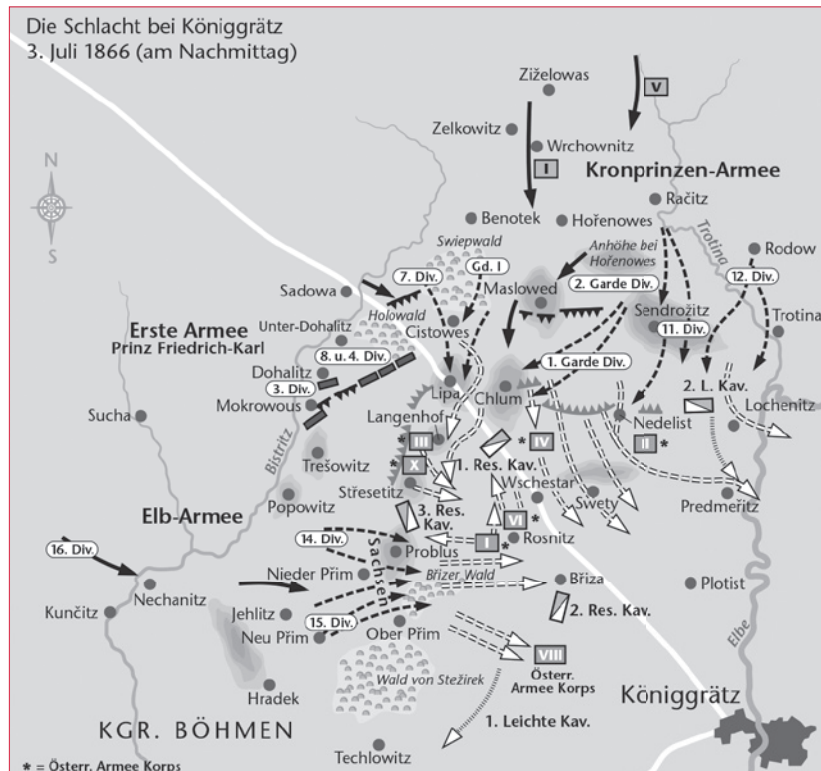 Die Schlacht bei Königgrätz
3. Juli 1866 (am Nachmittag)
Ziželowas
V
Zelkowitz
Wrchownitz
I
Kronprinzen-Armee
N
S
Račitz
Benotek
Hořenowes
Trotina
Swiepwald
Anhöhe bei
Hořenowes
Rodow
7. Div.
Gd. I
12. Div.
2. Garde Div.
Maslowed
Sadowa
Holowald
Sendrožitz
11. Div.
Trotina
Unter-Dohalitz
Cistowes
Erste Armee
Prinz Friedrich-Karl
8. u. 4. Div.
1. Garde Div.
Dohalitz
3. Div.
Lipa
Chlum
2. L. Kav.
Mokrowous
Sucha
Langenhof
Nedelist
Lochenitz
Bistritz
* III
IV *
II *
Trešowitz
* X
1. Res. Kav.
Střesetitz
Wschestar
Popowitz
3. Res.
Kav.
Swety
Predmeřitz
Elb-Armee
VI *
14. Div.
Sachsen
I *
Rosnitz
16. Div.
Problus
Nieder Přim
Břizer Wald
Nechanitz
Břiza
Plotist
Kunčitz
Jehlitz
2. Res. Kav.
15. Div.
Neu Přim
Ober Přim
Elbe
VIII
Wald von Stežirek
Österr.
Armee Korps
Hradek
Königgrätz
1. Leichte Kav.
KGR. BÖHMEN
Techlowitz
* = Österr. Armee Korps